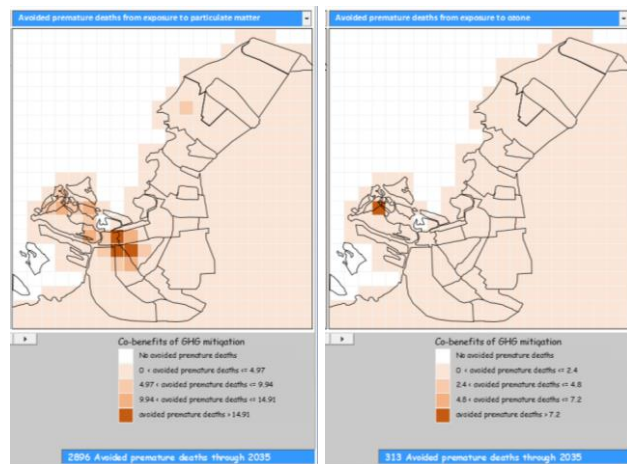 Avoided premature deaths from exposure to particulate matter
Avoided premature deaths from exposure to ozone
Co-benefits of GHG mitigation
No avoided premature deaths
0 < avoided premature deaths <= 4.97
4.97 < avoided premature deaths <= 9.94
9.94 < avoided premature deaths <= 14.91
avoided premature deaths > 14.91
2896 Avoided premature deaths through 2035
Co-benefits of GHG mitigation
No avoided premature deaths
0 < avoided premature deaths <= 2.4
2.4 < avoided premature deaths <= 4.8
4.8 < avoided premature deaths <= 7.2
avoided premature deaths > 7.2
313 Avoided premature deaths through 2035